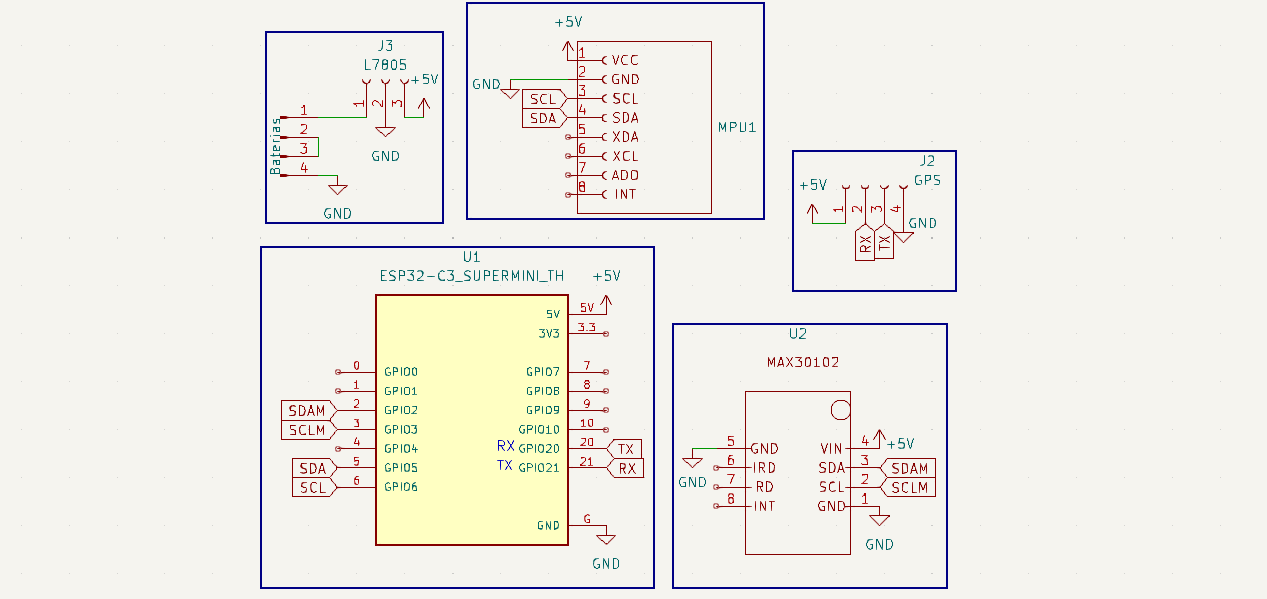 J3
L7805
+5V
1
2
3
GND
Baterias
1
2
3
4
GND
+5V
MPU1
1 VCC
GND 2 GND
SCL 3 SCL
SDA 4 SDA
5 XDA
6 XCL
7 ADO
8 INT
J2
GPS
+5V
1
2
3
4
RX
TX
GND
U1
ESP32-C3_SUPERMINI_TH
+5V
5V 5V
3V3 3.3
0 GPIO0 GPIO7 7
1 GPIO1 GPIO8 8
SDAM 2 GPIO2 GPIO9 9
SCLM 3 GPIO3 GPIO10 10
4 GPIO4 RX GPIO20 20 TX
SDA 5 GPIO5 TX GPIO21 21 RX
SCL 6 GPIO6
GND G
GND
U2
MAX30102
5 GND VIN 4 +5V
GND
6 IRD SDA 3 SDAM
7 RD SCL 2 SCLM
8 INT GND 1
GND